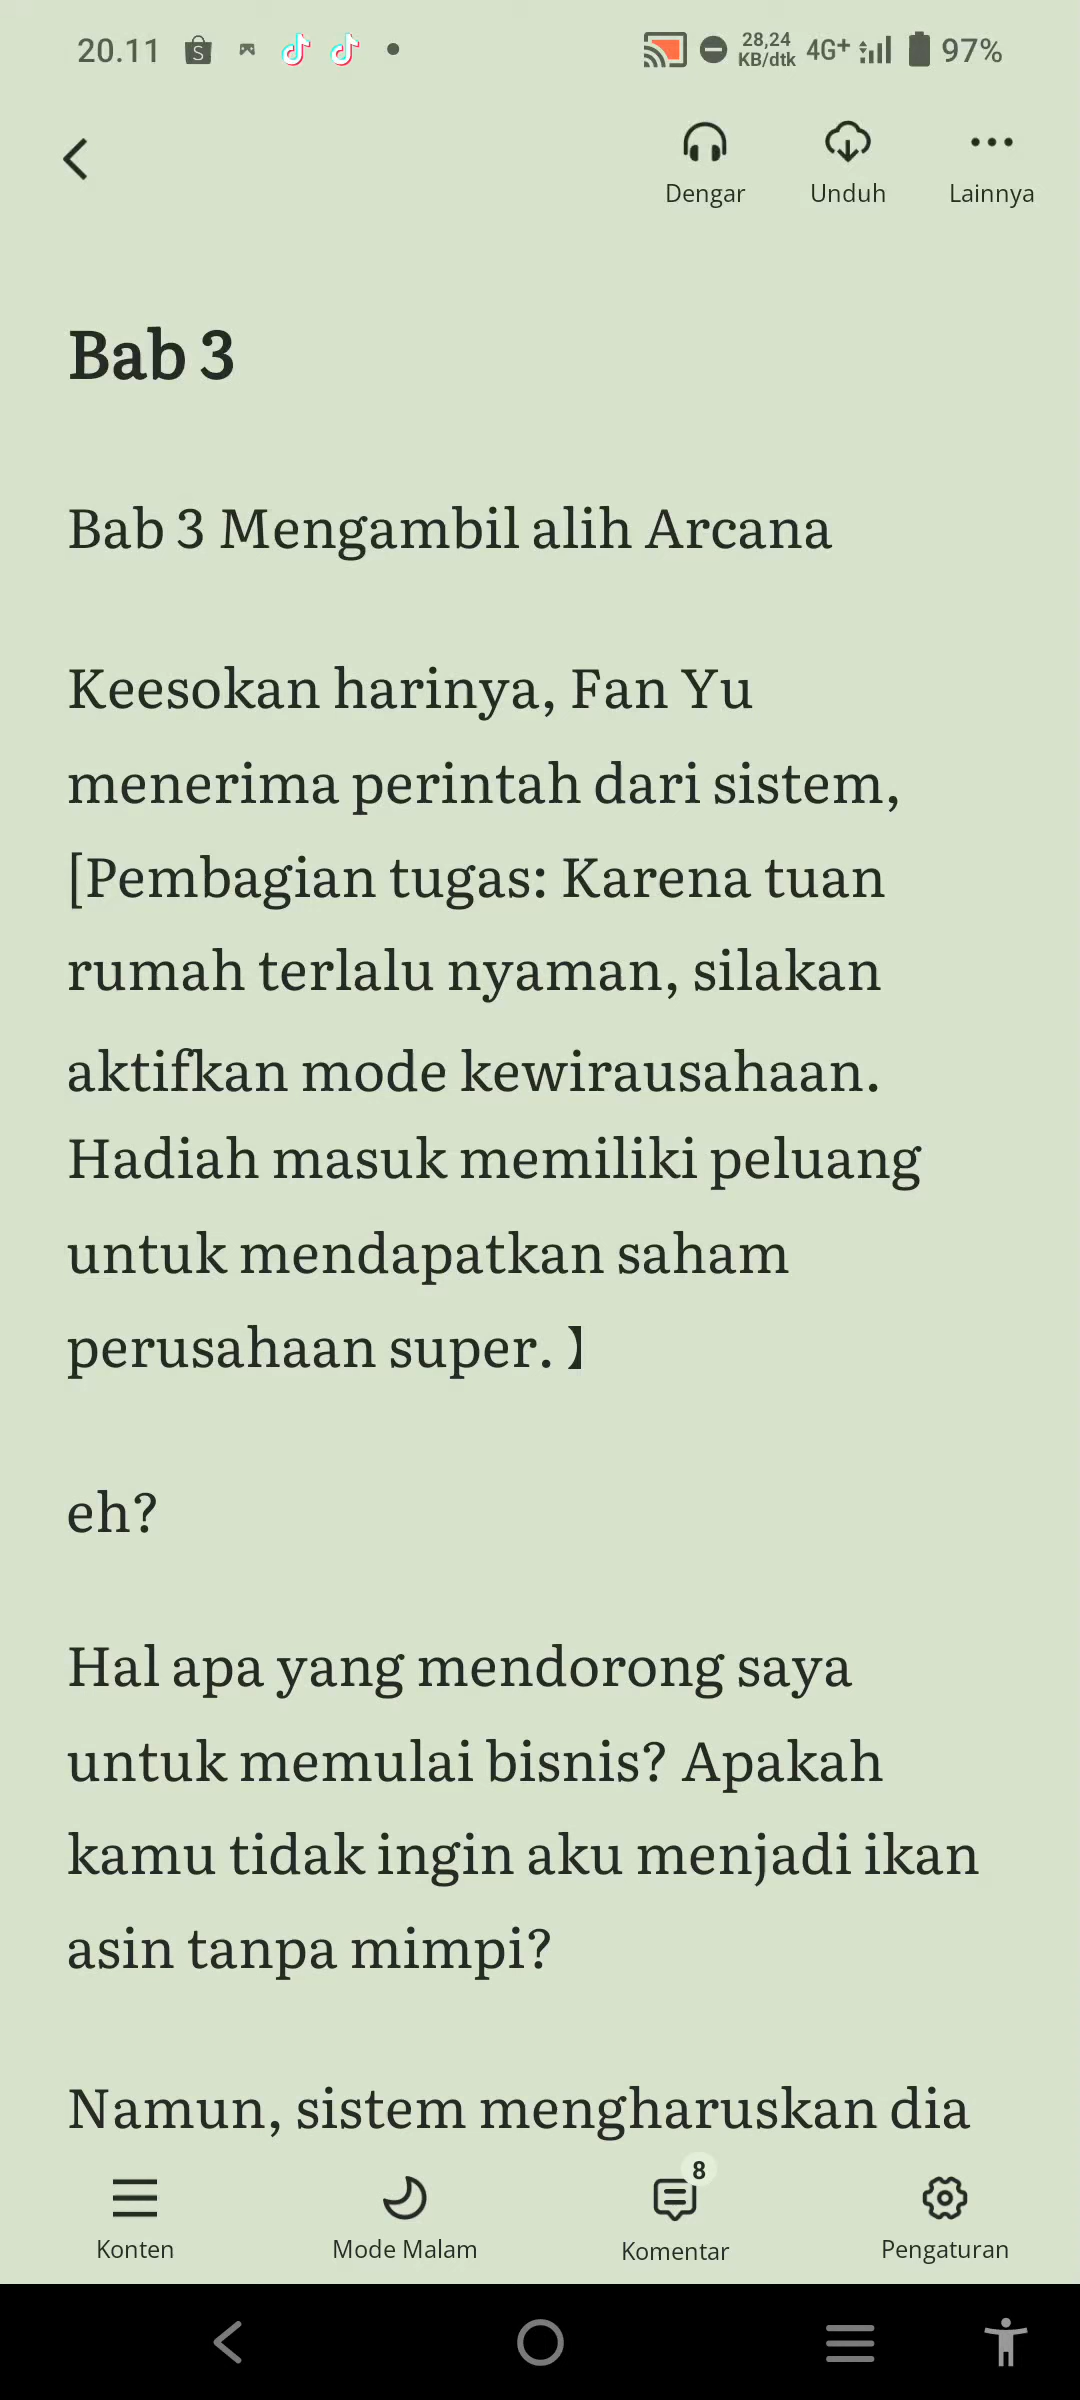 20.11
28,24
KB/dtk
4G+
97%
Dengar
Unduh
Lainnya
Bab 3
Bab 3 Mengambil alih Arcana
Keesokan harinya, Fan Yu
menerima perintah dari sistem,
[Pembagian tugas: Karena tuan
rumah terlalu nyaman, silakan
aktifkan mode kewirausahaan.
Hadiah masuk memiliki peluang
untuk mendapatkan saham
perusahaan super. 】
eh?
Hal apa yang mendorong saya
untuk memulai bisnis? Apakah
kamu tidak ingin aku menjadi ikan
asin tanpa mimpi?
Namun, sistem mengharuskan dia
Konten
Mode Malam
8
Komentar
Pengaturan